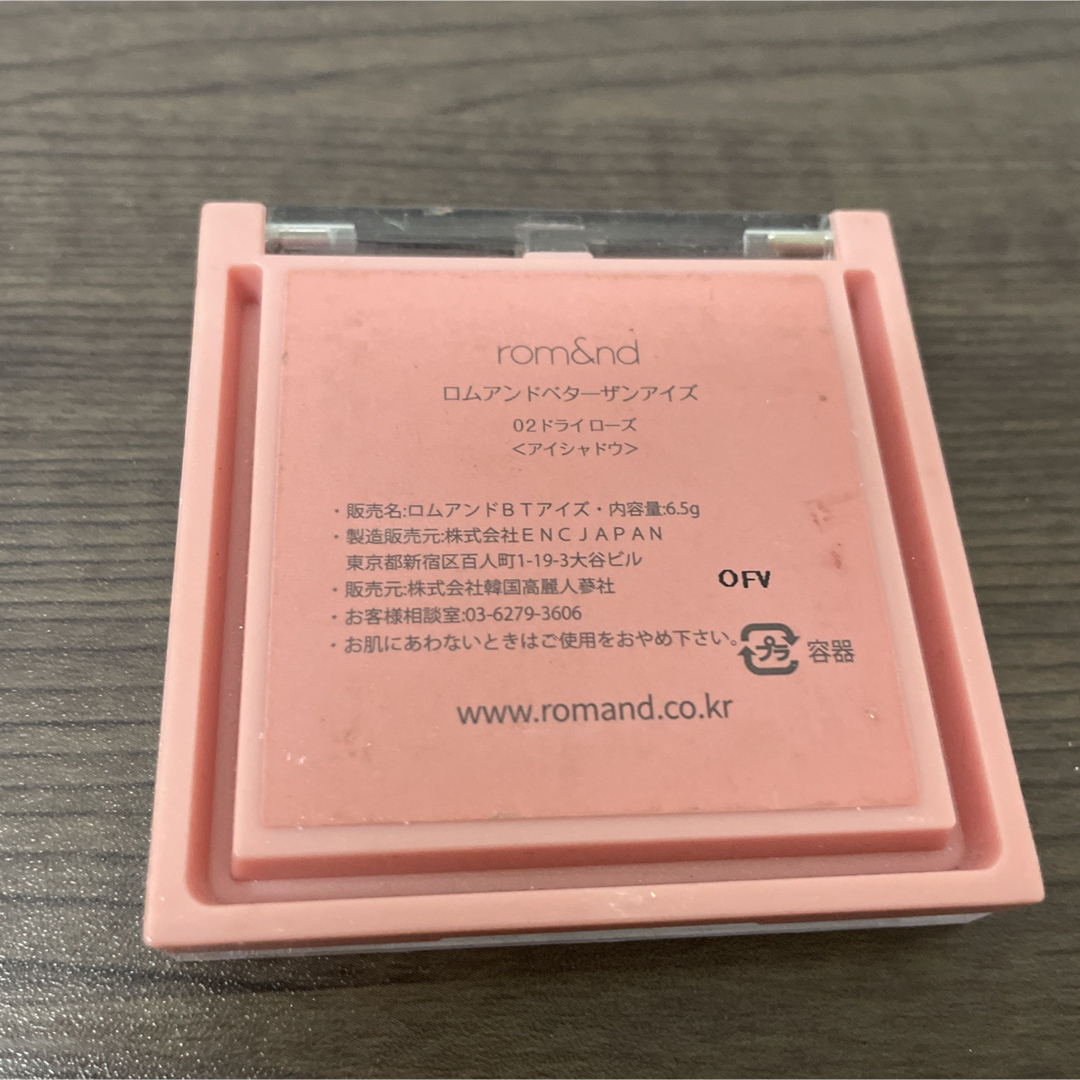 rom&nd
ロムアンドベターザンアイズ
02ドライローズ
<アイシャドウ>
・販売名:ロムアンドBTアイズ・内容量:6.5g
・製造販売元:株式会社ENC JAPAN
東京都新宿区百人町1-19-3大谷ビル
・販売元:株式会社韓国高麗人蔘社
・お客様相談室:03-6279-3606
・お肌にあわないときはご使用をおやめ下さい。
OFV
プラ 容器
www.romand.co.kr